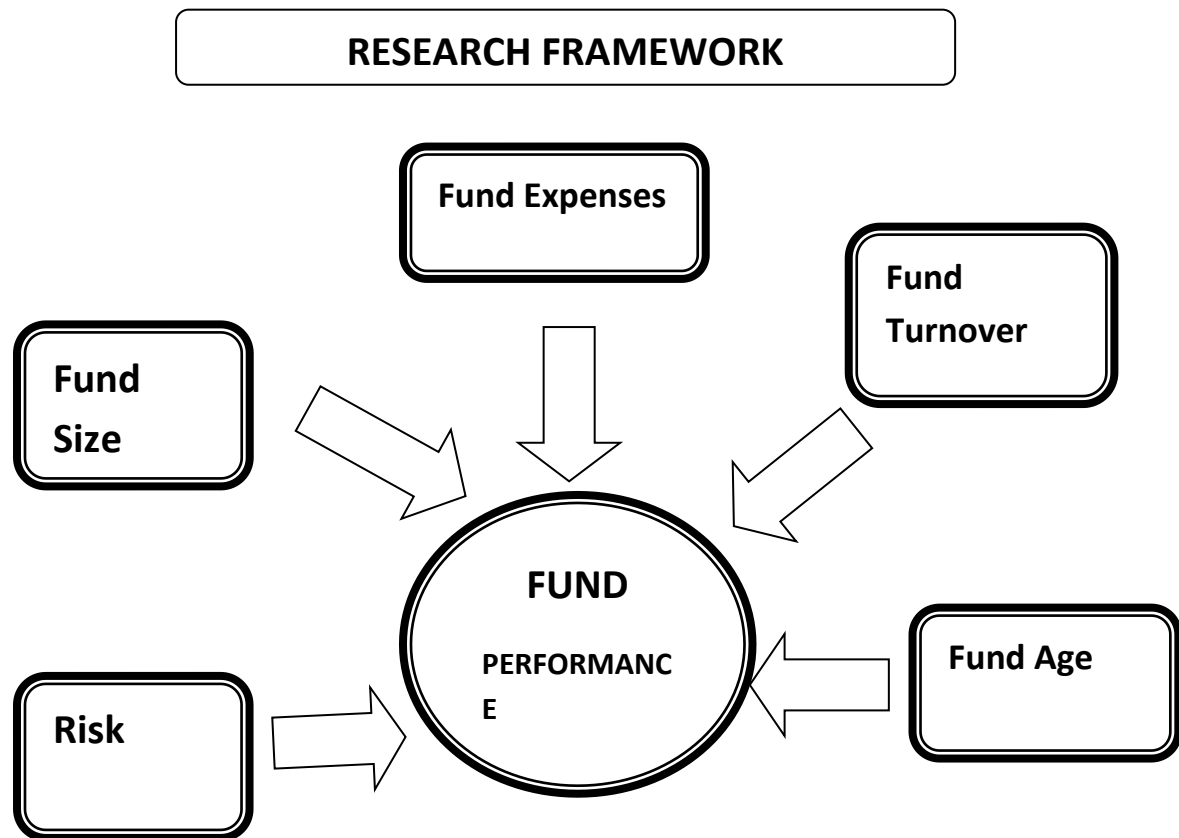 RESEARCH FRAMEWORK
Fund Expenses
Fund
Turnover
Fund
Size
FUND
PERFORMANC
E
Fund Age
Risk